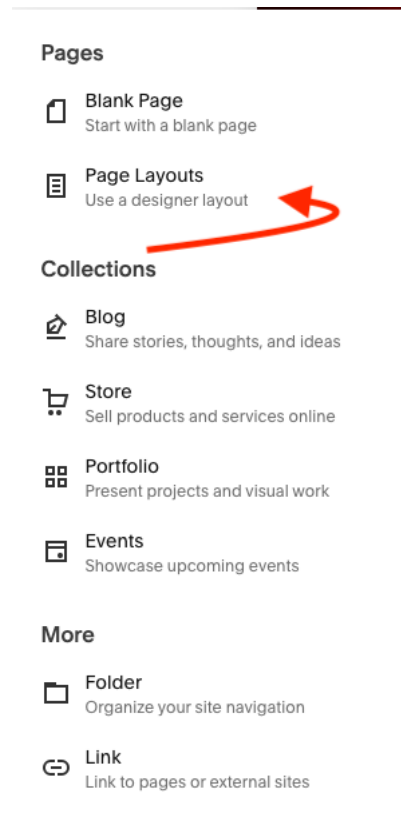 Pages
Blank Page
Start with a blank page
Page Layouts
Use a designer layout
Collections
Blog
Share stories, thoughts, and ideas
Store
Sell products and services online
Portfolio
Present projects and visual work
Events
Showcase upcoming events
More
Folder
Organize your site navigation
Link
Link to pages or external sites